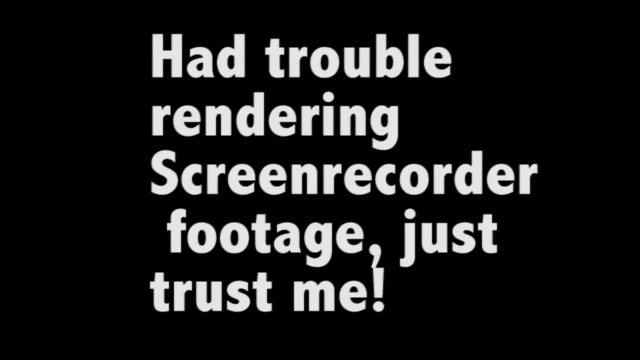 Had trouble
rendering
Screenrecorder
footage, just
trust me!